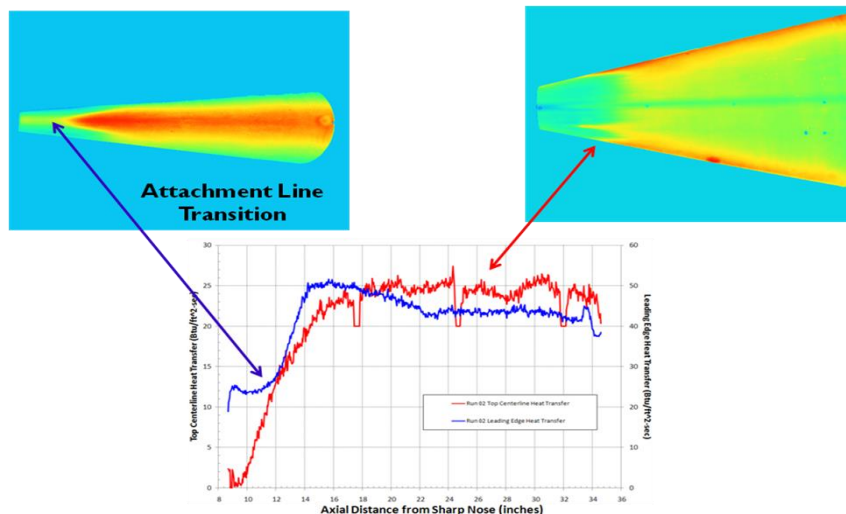 Attachment Line
Transition
30
25
20
15
10
5
0
60
50
40
30
20
10
0
Top Centerline Heat Transfer (Btu/ft^2-sec)
Leading Edge Heat Transfer (Btu/ft^2-sec)
Run 02 Top Centerline Heat Transfer
Run 02 Leading Edge Heat Transfer
8 10 12 14 16 18 20 22 24 26 28 30 32 34 36
Axial Distance from Sharp Nose (inches)